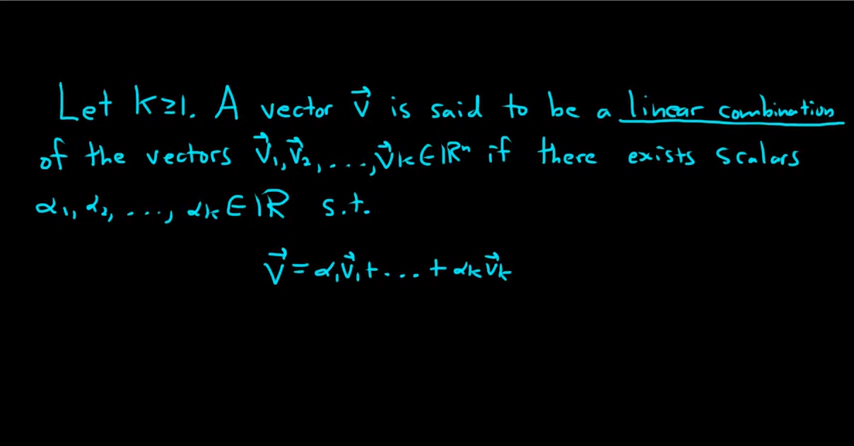 Let k≥1. A vector v⃗ is said to be a linear combination
of the vectors v⃗₁, v⃗₂, ..., v⃗ₖ ∈ ℝⁿ if there exists scalars
α₁, α₂, ..., αₖ ∈ ℝ s.t.
v⃗ = α₁v⃗₁ + ... + αₖv⃗ₖ